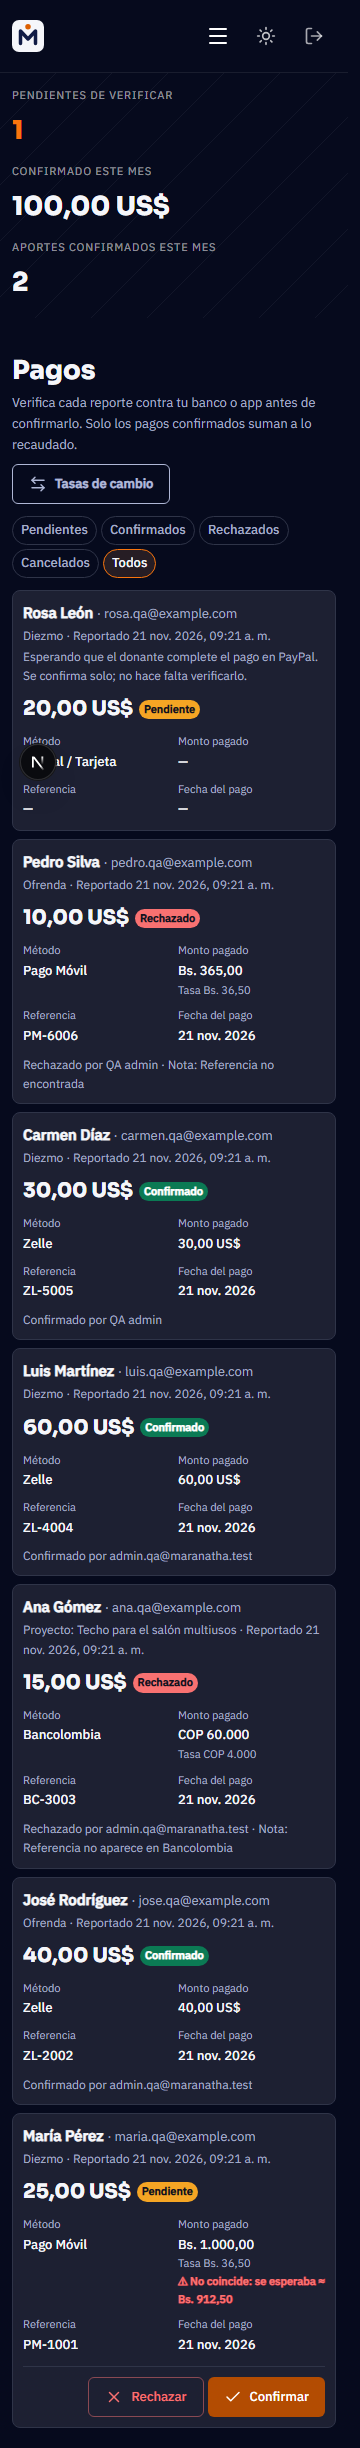 M
PENDIENTES DE VERIFICAR
1
CONFIRMADO ESTE MES
100,00 US$
APORTES CONFIRMADOS ESTE MES
2
Pagos
Verifica cada reporte contra tu banco o app antes de
confirmarlo. Solo los pagos confirmados suman a lo
recaudado.
Tasas de cambio
Pendientes Confirmados Rechazados
Cancelados Todos
Rosa León · rosa.qa@example.com
Diezmo · Reportado 21 nov. 2026, 09:21 a. m.
Esperando que el donante complete el pago en PayPal.
Se confirma solo; no hace falta verificarlo.
20,00 US$ Pendiente
Método Monto pagado
N al / Tarjeta —
Referencia Fecha del pago
— —
Pedro Silva · pedro.qa@example.com
Ofrenda · Reportado 21 nov. 2026, 09:21 a. m.
10,00 US$ Rechazado
Método Monto pagado
Pago Móvil Bs. 365,00
Tasa Bs. 36,50
Referencia Fecha del pago
PM-6006 21 nov. 2026
Rechazado por QA admin · Nota: Referencia no
encontrada
Carmen Díaz · carmen.qa@example.com
Diezmo · Reportado 21 nov. 2026, 09:21 a. m.
30,00 US$ Confirmado
Método Monto pagado
Zelle 30,00 US$
Referencia Fecha del pago
ZL-5005 21 nov. 2026
Confirmado por QA admin
Luis Martínez · luis.qa@example.com
Diezmo · Reportado 21 nov. 2026, 09:21 a. m.
60,00 US$ Confirmado
Método Monto pagado
Zelle 60,00 US$
Referencia Fecha del pago
ZL-4004 21 nov. 2026
Confirmado por admin.qa@maranatha.test
Ana Gómez · ana.qa@example.com
Proyecto: Techo para el salón multiusos · Reportado 21
nov. 2026, 09:21 a. m.
15,00 US$ Rechazado
Método Monto pagado
Bancolombia COP 60.000
Tasa COP 4.000
Referencia Fecha del pago
BC-3003 21 nov. 2026
Rechazado por admin.qa@maranatha.test · Nota:
Referencia no aparece en Bancolombia
José Rodríguez · jose.qa@example.com
Ofrenda · Reportado 21 nov. 2026, 09:21 a. m.
40,00 US$ Confirmado
Método Monto pagado
Zelle 40,00 US$
Referencia Fecha del pago
ZL-2002 21 nov. 2026
Confirmado por admin.qa@maranatha.test
María Pérez · maria.qa@example.com
Diezmo · Reportado 21 nov. 2026, 09:21 a. m.
25,00 US$ Pendiente
Método Monto pagado
Pago Móvil Bs. 1.000,00
Tasa Bs. 36,50
⚠ No coincide: se esperaba ≈
Bs. 912,50
Referencia Fecha del pago
PM-1001 21 nov. 2026
Rechazar Confirmar